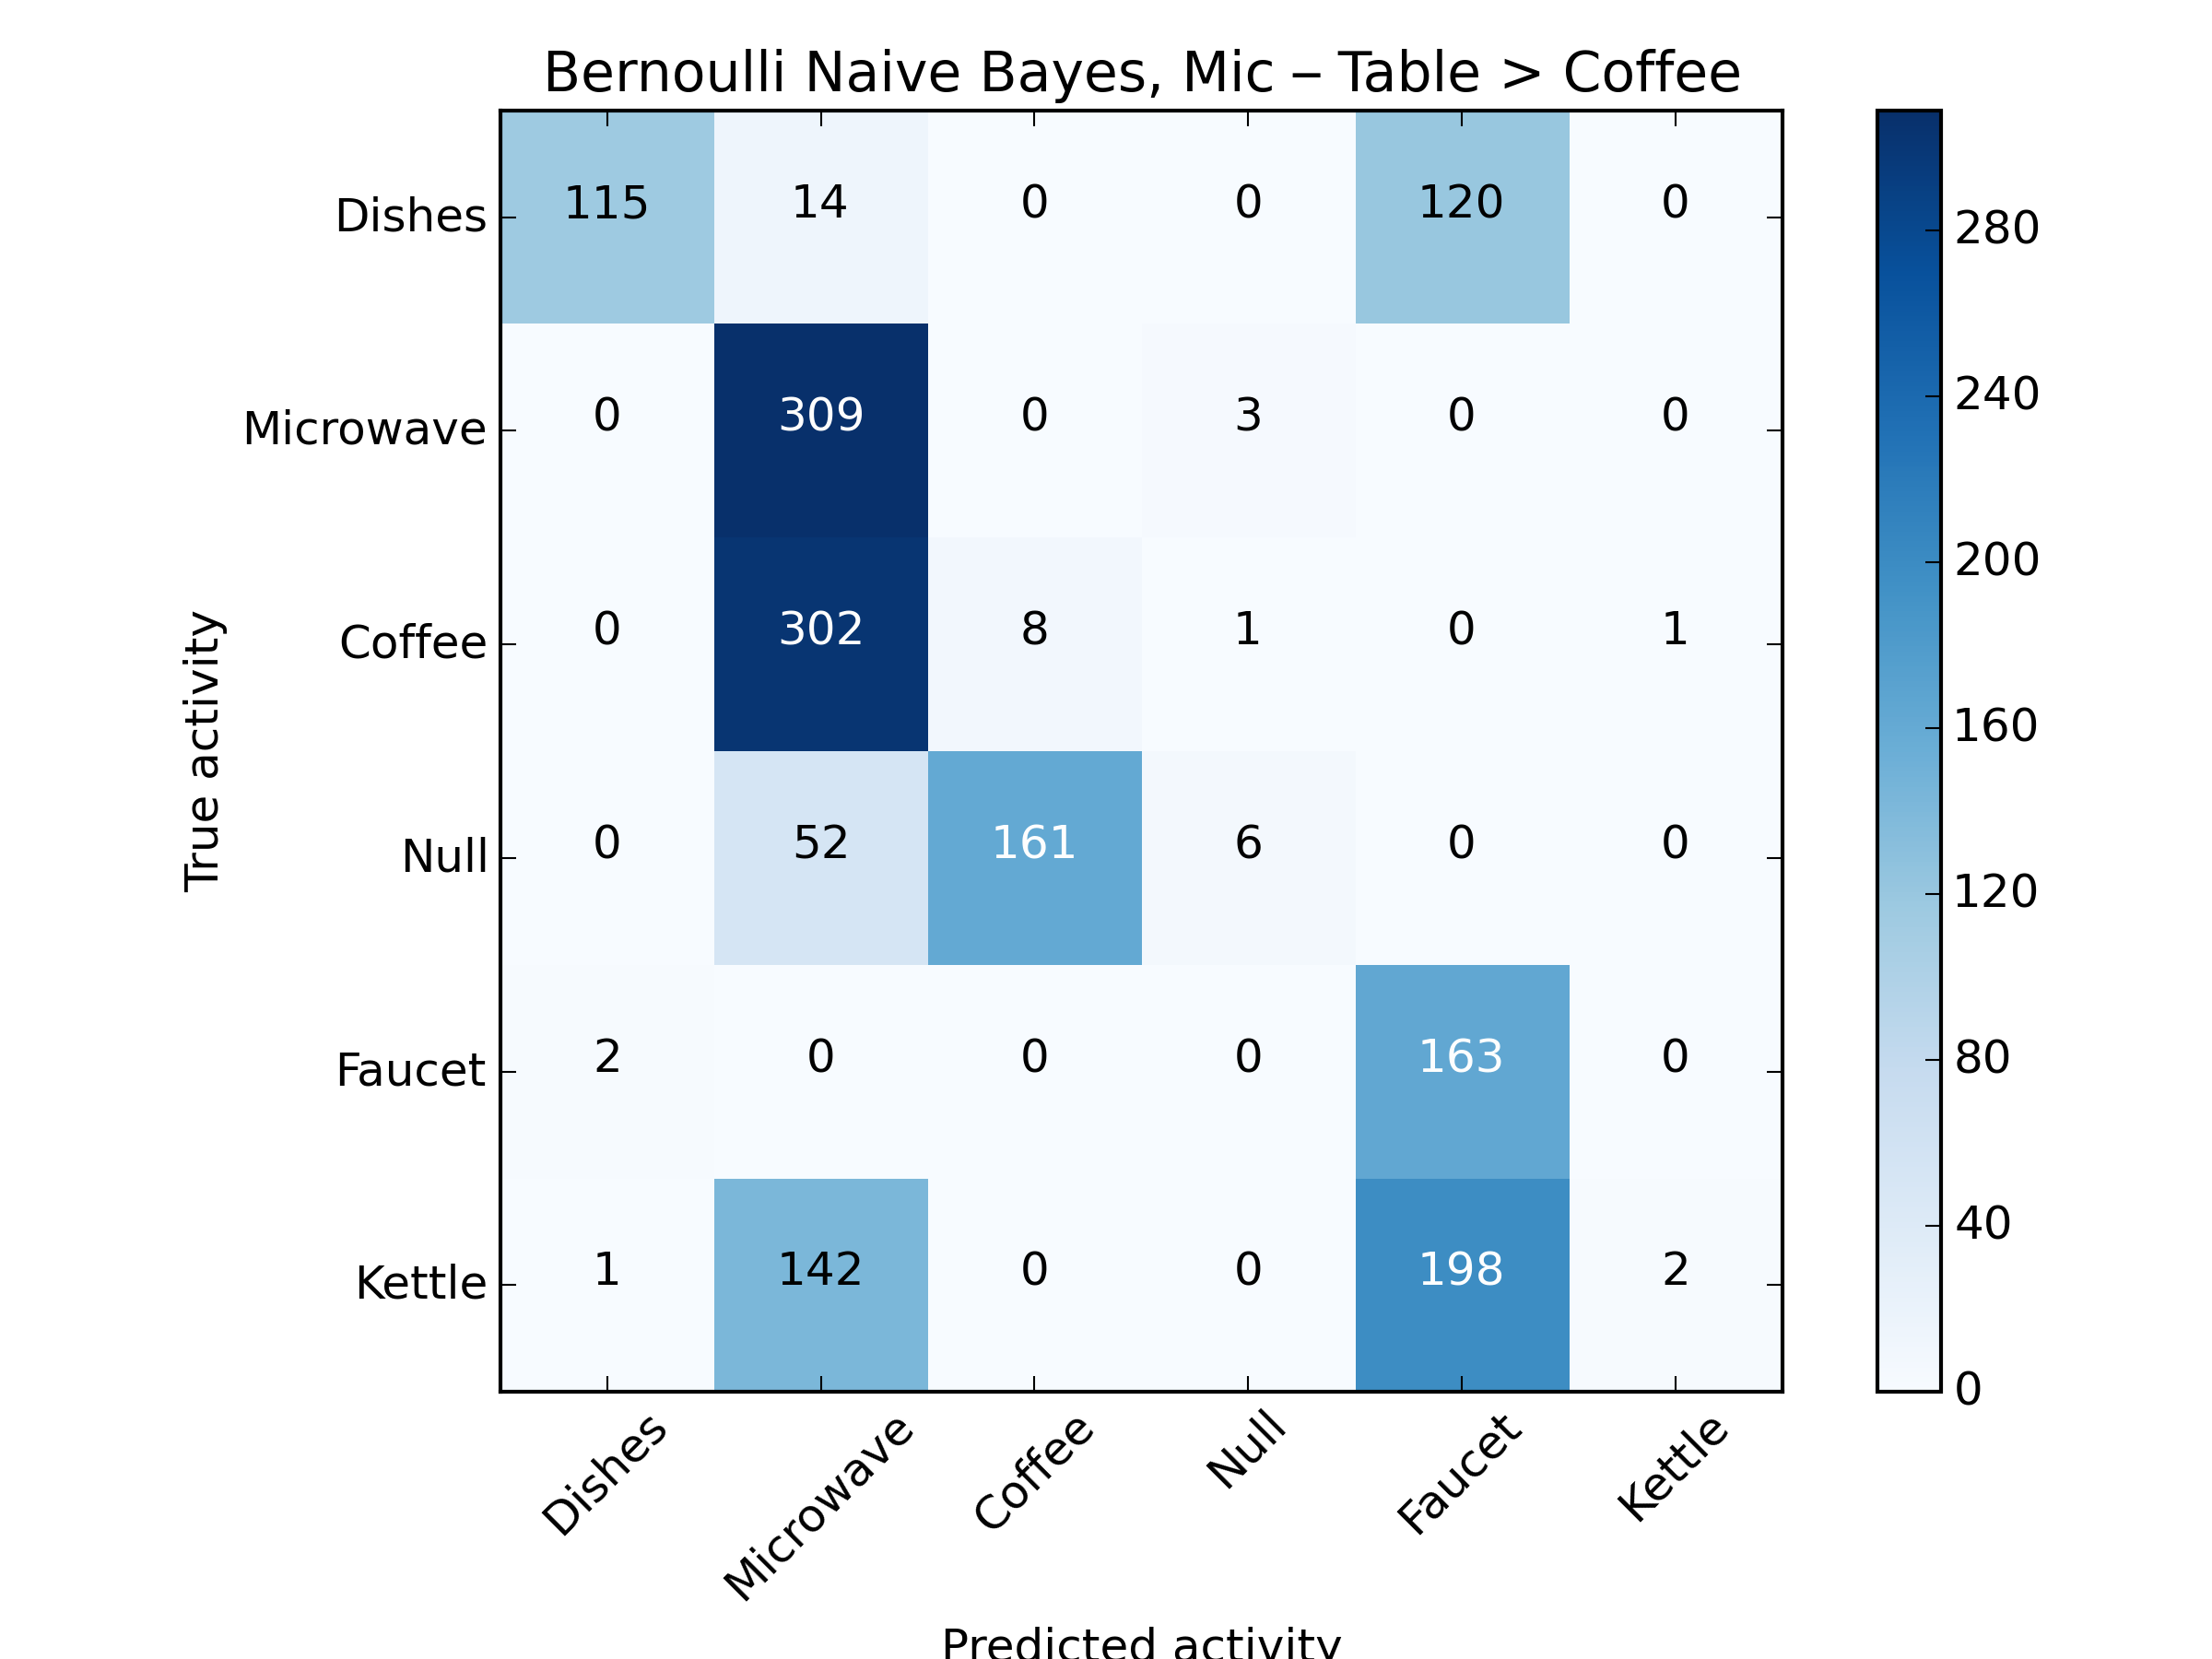 Bernoulli Naive Bayes, Mic – Table > Coffee
Dishes 115 14 0 0 120 0
Microwave 0 309 0 3 0 0
Coffee 0 302 8 1 0 1
Null 0 52 161 6 0 0
Faucet 2 0 0 0 163 0
Kettle 1 142 0 0 198 2
True activity
Dishes Microwave Coffee Null Faucet Kettle
Predicted activity
280
240
200
160
120
80
40
0